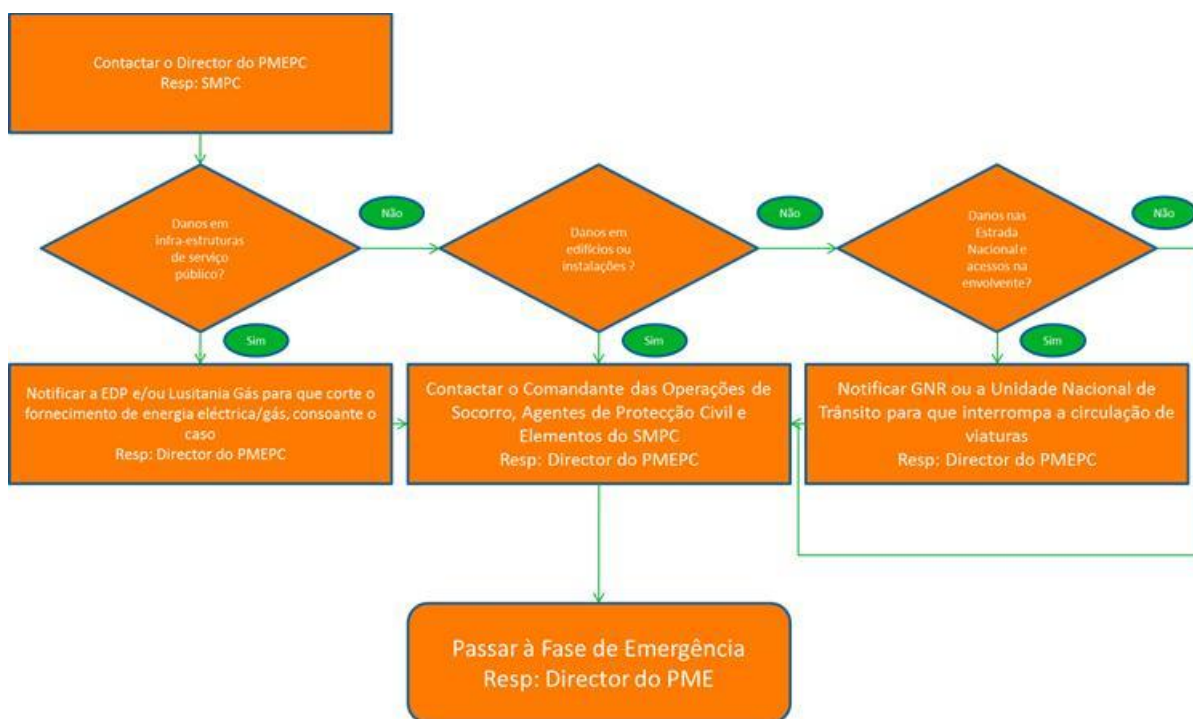 Contactar o Director do PMEPC
Resp: SMPC
Danos em
infra-estruturas
de serviço
público?
Não
Danos em
edifícios ou
instalações ?
Não
Danos nas
Estrada
Nacional e
acessos na
envolvente?
Não
Sim
Sim
Sim
Notificar a EDP e/ou Lusitania Gás para que corte o
fornecimento de energia eléctrica/gás, consoante o
caso
Resp: Director do PMEPC
Contactar o Comandante das Operações de
Socorro, Agentes de Protecção Civil e
Elementos do SMPC
Resp: Director do PMEPC
Notificar GNR ou a Unidade Nacional de
Trânsito para que interrompa a circulação de
viaturas
Resp: Director do PMEPC
Passar à Fase de Emergência
Resp: Director do PME